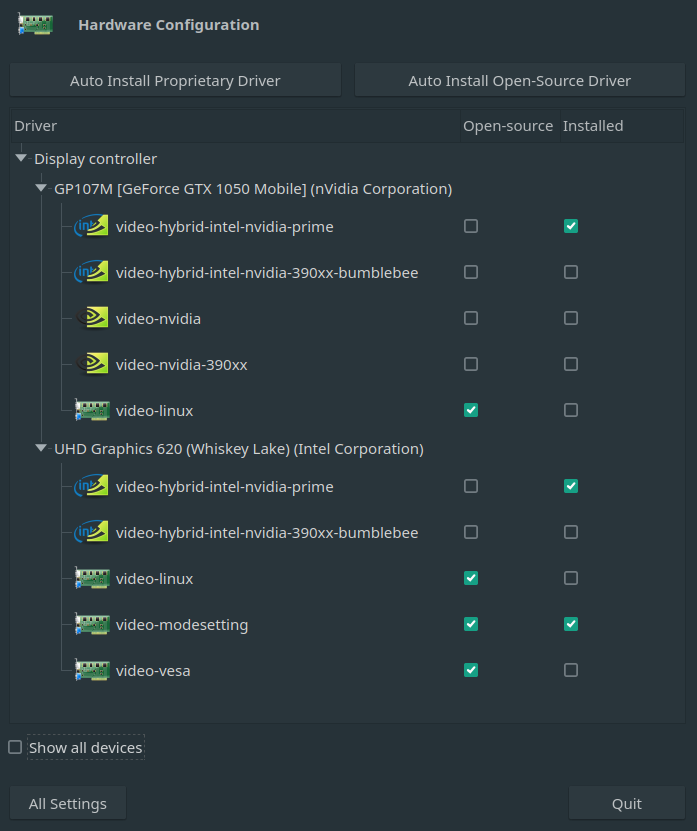 Hardware Configuration
Auto Install Proprietary Driver Auto Install Open-Source Driver
Driver Open-source Installed
Display controller
GP107M [GeForce GTX 1050 Mobile] (nVidia Corporation)
video-hybrid-intel-nvidia-prime
video-hybrid-intel-nvidia-390xx-bumblebee
video-nvidia
video-nvidia-390xx
video-linux
UHD Graphics 620 (Whiskey Lake) (Intel Corporation)
video-hybrid-intel-nvidia-prime
video-hybrid-intel-nvidia-390xx-bumblebee
video-linux
video-modesetting
video-vesa
Show all devices
All Settings Quit